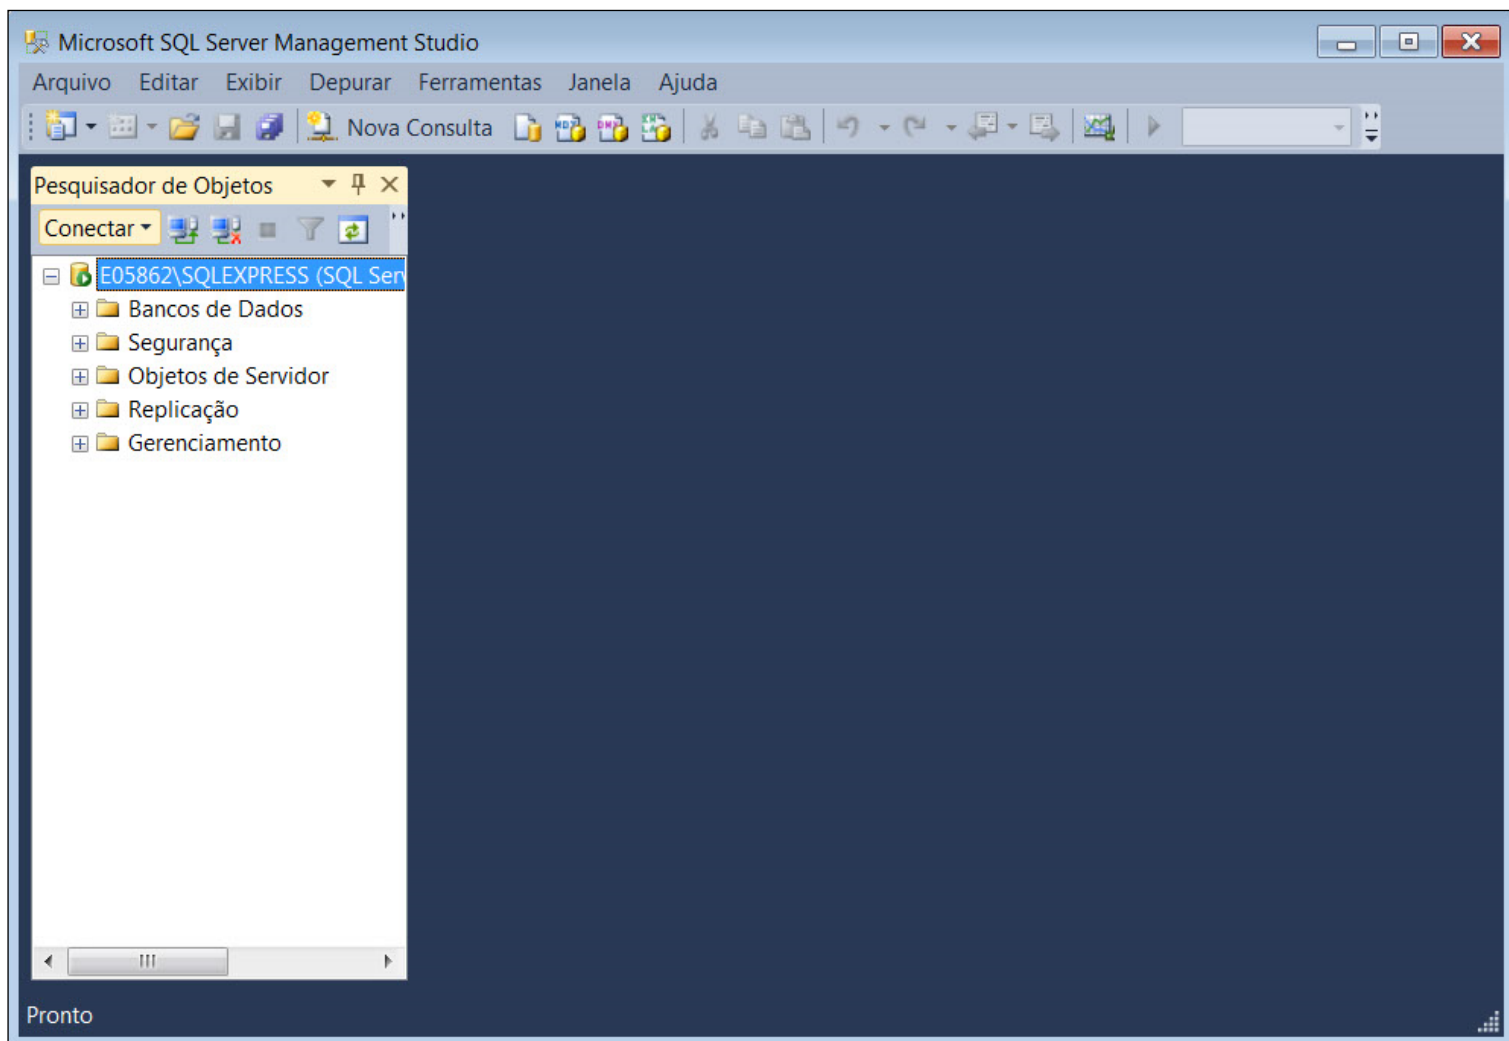 Microsoft SQL Server Management Studio
Arquivo Editar Exibir Depurar Ferramentas Janela Ajuda
Nova Consulta
Pesquisador de Objetos
Conectar
E05862\SQLEXPRESS (SQL Serv
Bancos de Dados
Segurança
Objetos de Servidor
Replicação
Gerenciamento
Pronto